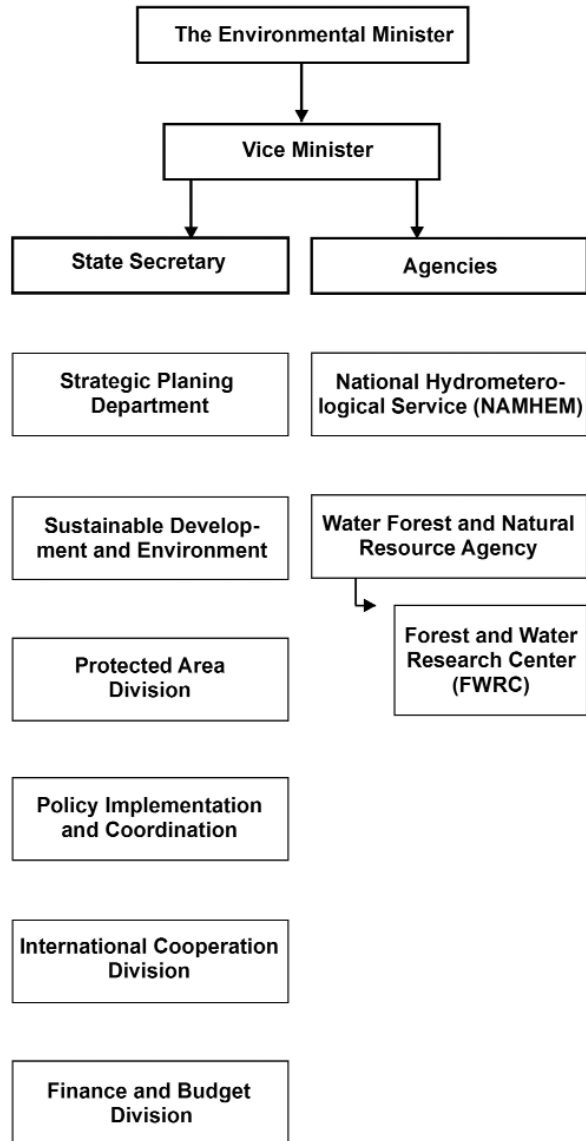 The Environmental Minister
Vice Minister
State Secretary
Agencies
Strategic Planing
Department
National Hydrometero-
logical Service (NAMHEM)
Sustainable Develop-
ment and Environment
Water Forest and Natural
Resource Agency
Protected Area
Division
Forest and Water
Research Center
(FWRC)
Policy Implementation
and Coordination
International Cooperation
Division
Finance and Budget
Division